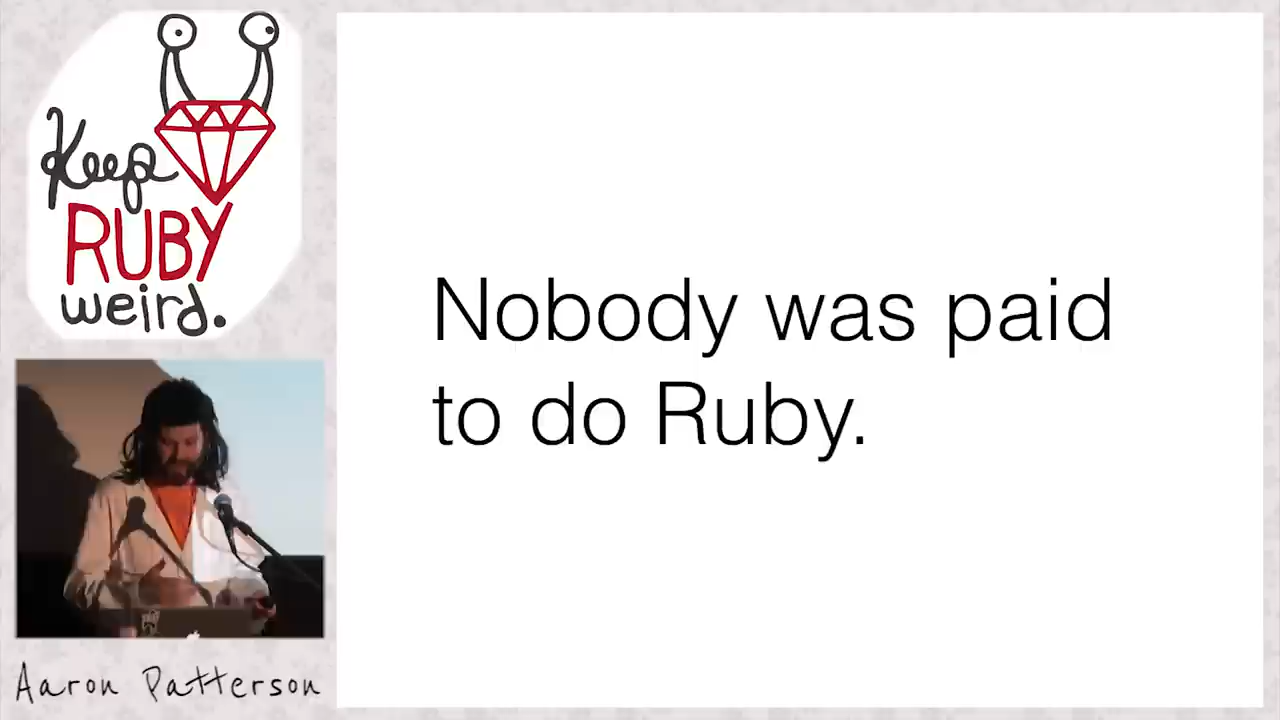 Keep
RUBY
weird.
Nobody was paid
to do Ruby.
Aaron Patterson